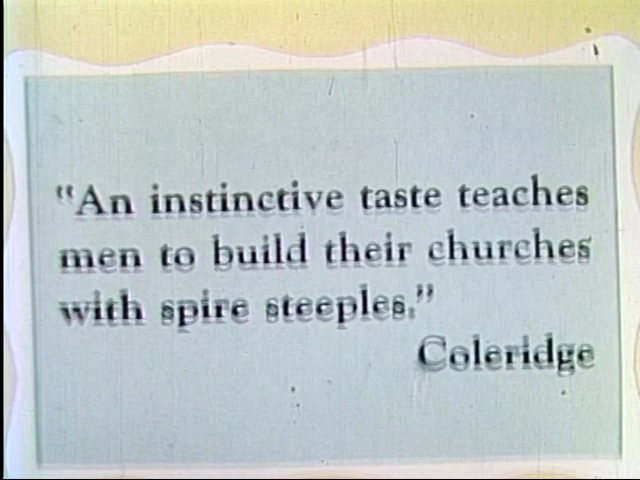 "An instinctive taste teaches
men to build their churches
with spire steeples."
Coleridge